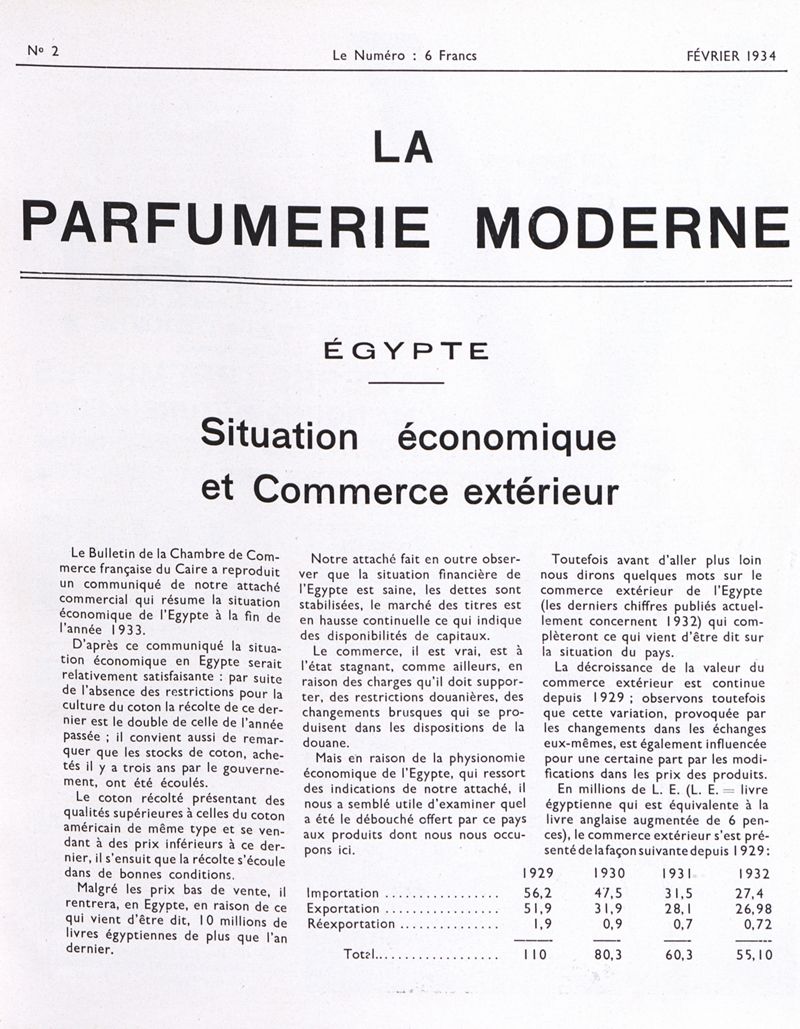 No 2
Le Numéro : 6 Francs
FÉVRIER 1934
LA
PARFUMERIE MODERNE
ÉGYPTE
Situation économique
et Commerce extérieur
Le Bulletin de la Chambre de Com-
merce française du Caire a reproduit
un communiqué de notre attaché
commercial qui résume la situation
économique de l'Egypte à la fin de
l'année 1933.
D'après ce communiqué la situa-
tion économique en Egypte serait
relativement satisfaisante : par suite
de l'absence des restrictions pour la
culture du coton la récolte de ce der-
nier est le double de celle de l'année
passée ; il convient aussi de remar-
quer que les stocks de coton, ache-
tés il y a trois ans par le gouverne-
ment, ont été écoulés.
Le coton récolté présentant des
qualités supérieures à celles du coton
américain de même type et se ven-
dant à des prix inférieurs à ce der-
nier, il s'ensuit que la récolte s'écoule
dans de bonnes conditions.
Malgré les prix bas de vente, il
rentrera, en Egypte, en raison de ce
qui vient d'être dit, 10 millions de
livres égyptiennes de plus que l'an
dernier.
Notre attaché fait en outre obser-
ver que la situation financière de
l'Egypte est saine, les dettes sont
stabilisées, le marché des titres est
en hausse continuelle ce qui indique
des disponibilités de capitaux.
Le commerce, il est vrai, est à
l'état stagnant, comme ailleurs, en
raison des charges qu'il doit suppor-
ter, des restrictions douanières, des
changements brusques qui se pro-
duisent dans les dispositions de la
douane.
Mais en raison de la physionomie
économique de l'Egypte, qui ressort
des indications de notre attaché, il
nous a semblé utile d'examiner quel
a été le débouché offert par ce pays
aux produits dont nous nous occu-
pons ici.
Toutefois avant d'aller plus loin
nous dirons quelques mots sur le
commerce extérieur de l'Egypte
(les derniers chiffres publiés actuel-
lement concernent 1932) qui com-
plèteront ce qui vient d'être dit sur
la situation du pays.
La décroissance de la valeur du
commerce extérieur est continue
depuis 1929 ; observons toutefois
que cette variation, provoquée par
les changements dans les échanges
eux-mêmes, est également influencée
pour une certaine part par les modi-
fications dans les prix des produits.
En millions de L. E. (L. E. = livre
égyptienne qui est équivalente à la
livre anglaise augmentée de 6 pen-
ces), le commerce extérieur s'est pré-
senté de la façon suivante depuis 1929 :
1929 1930 1931 1932
Importation ................. 56,2 47,5 31,5 27,4
Exportation ................. 51,9 31,9 28,1 26,98
Réexportation ............... 1,9 0,9 0,7 0,72
Total.................. 110 80,3 60,3 55,10